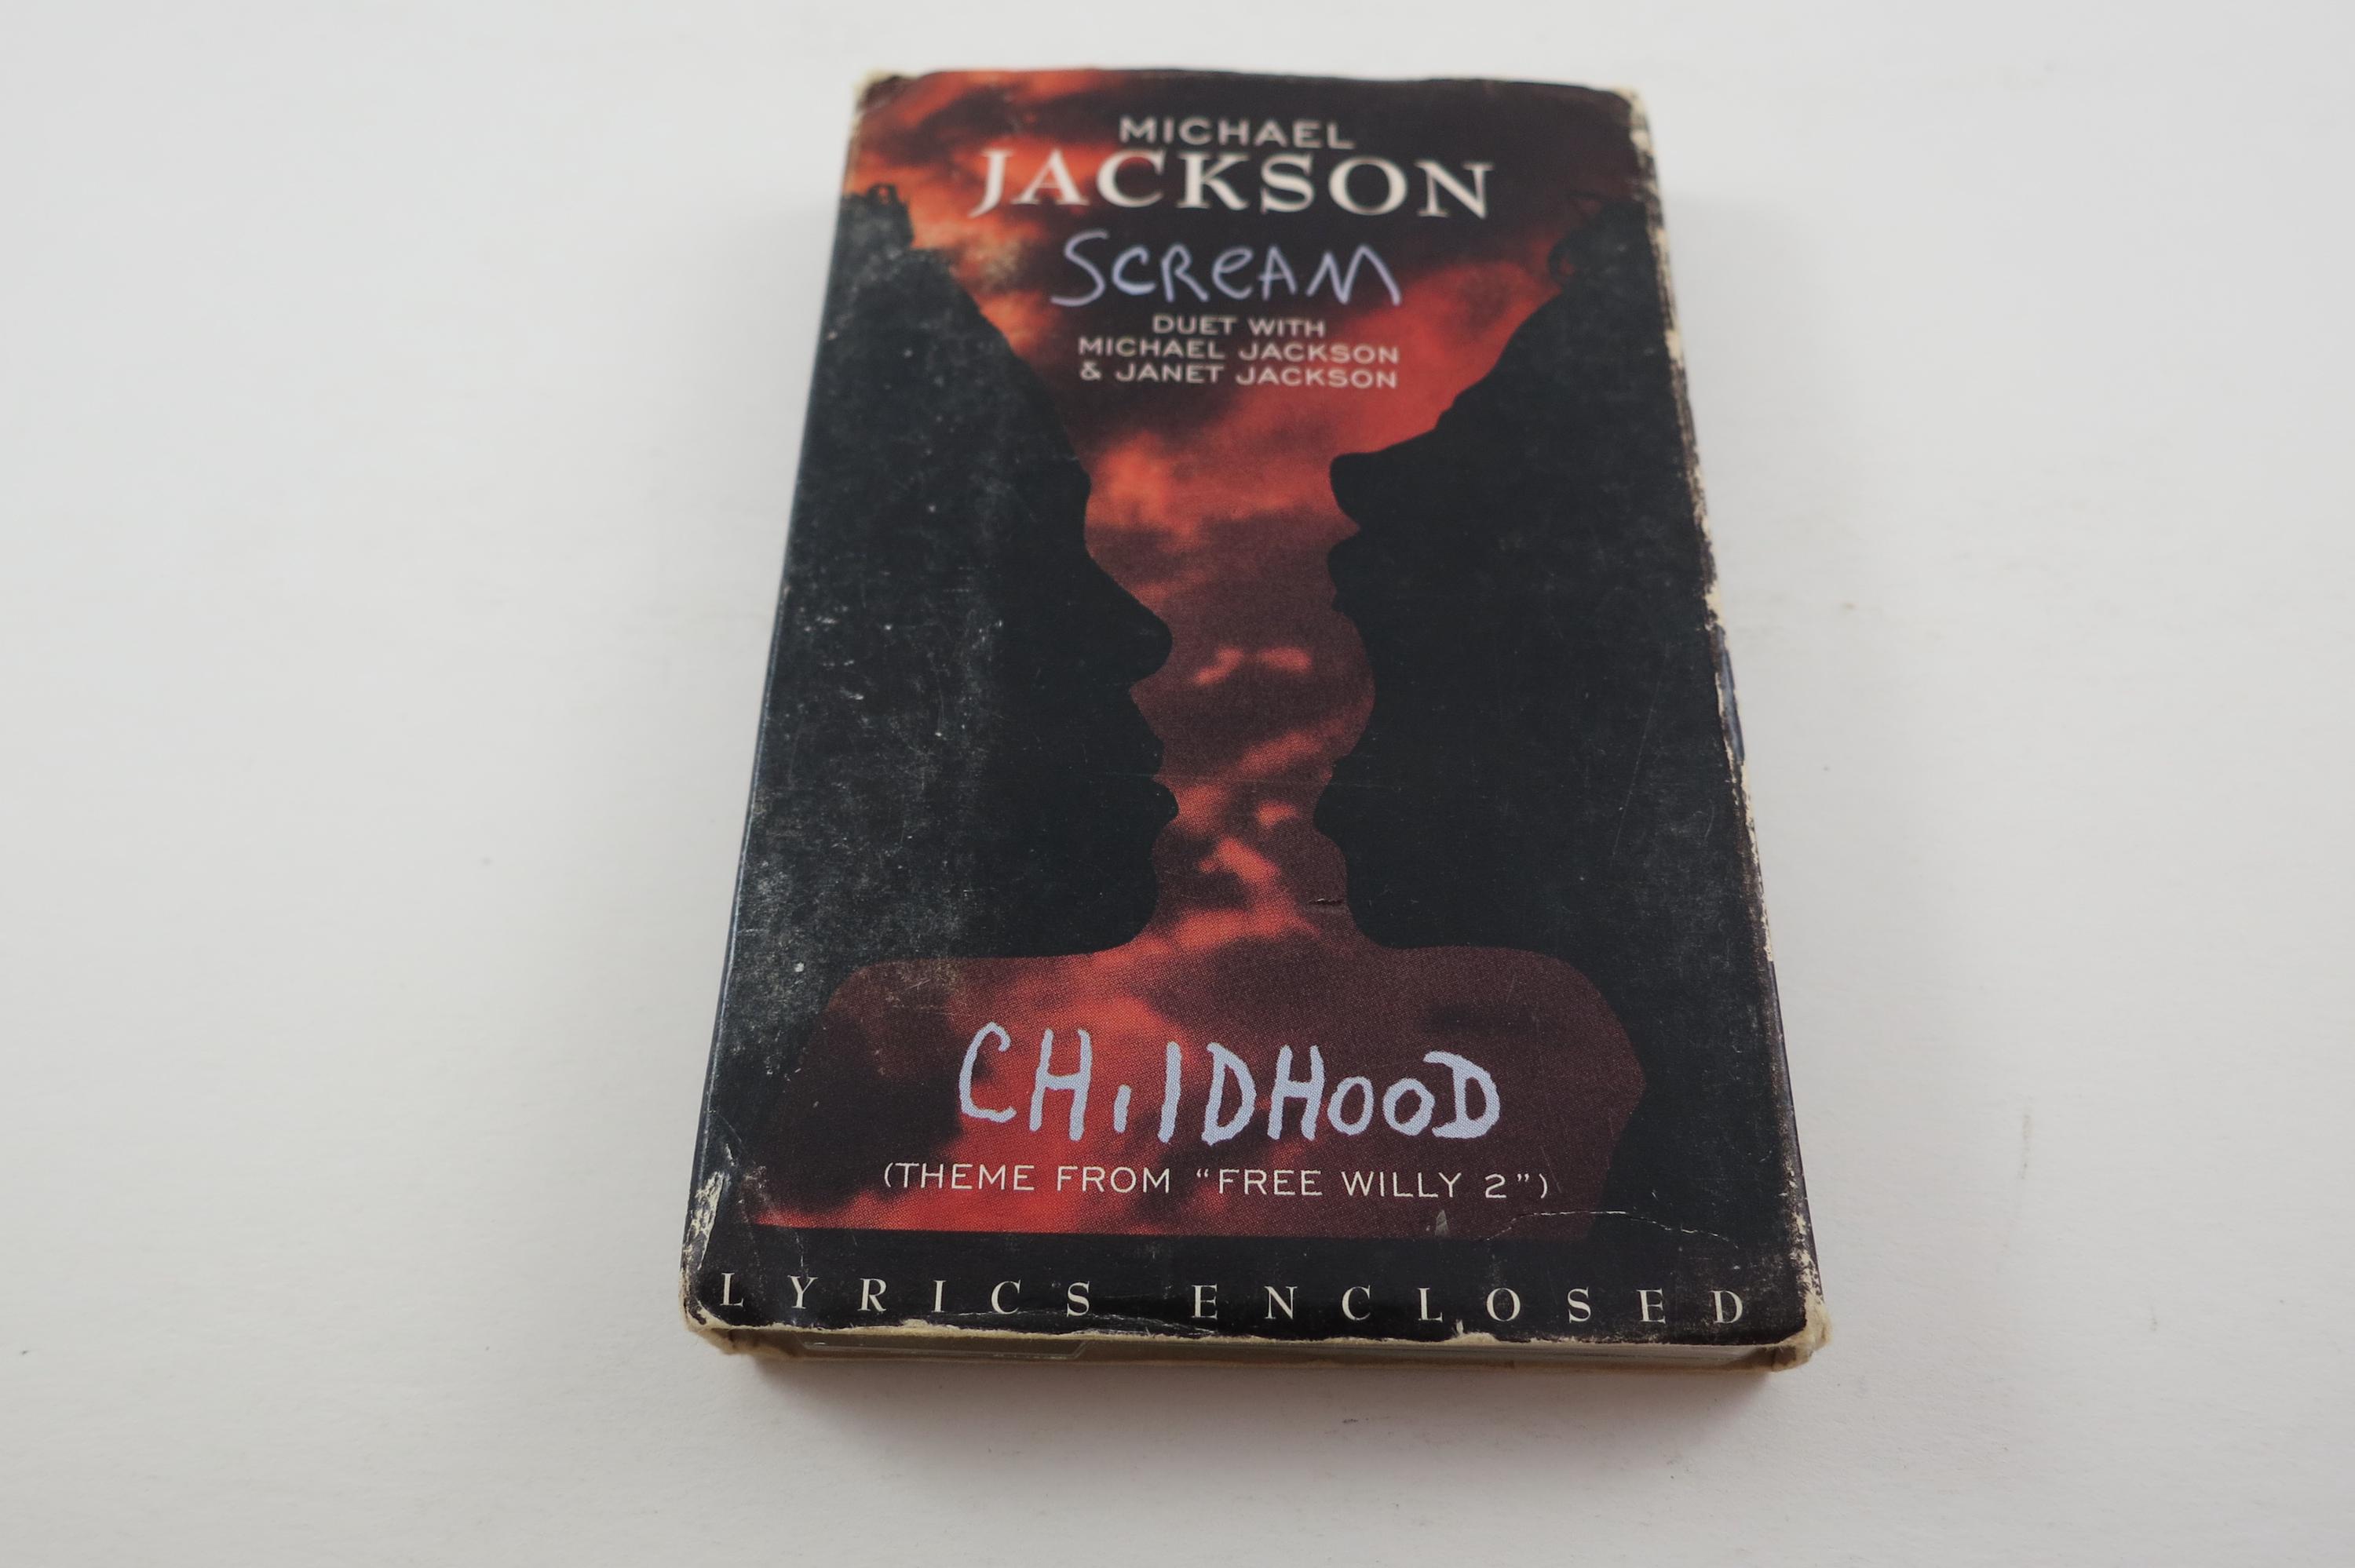 MICHAEL
JACKSON
SCReAM
DUET WITH
MICHAEL JACKSON
& JANET JACKSON
CHilDHOOD
(THEME FROM “FREE WILLY 2”)
LYRICS ENCLOSED